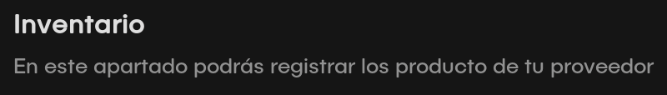 Inventario
En este apartado podrás registrar los producto de tu proveedor